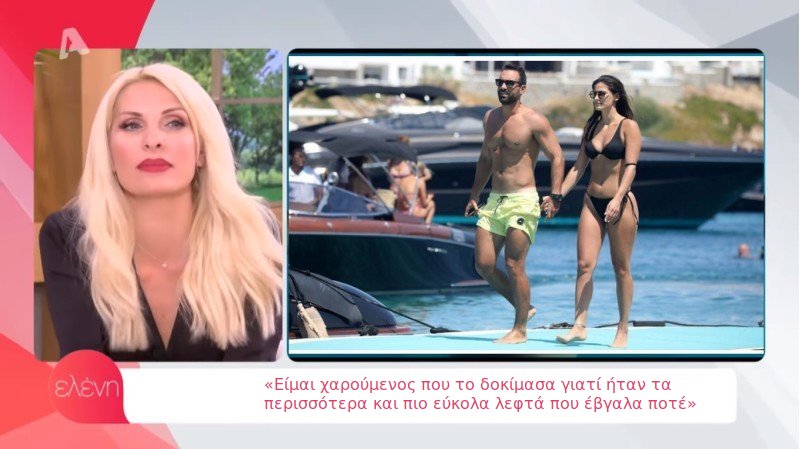 ελένη
«Είμαι χαρούμενος που το δοκίμασα γιατί ήταν τα
περισσότερα και πιο εύκολα λεφτά που έβγαλα ποτέ»